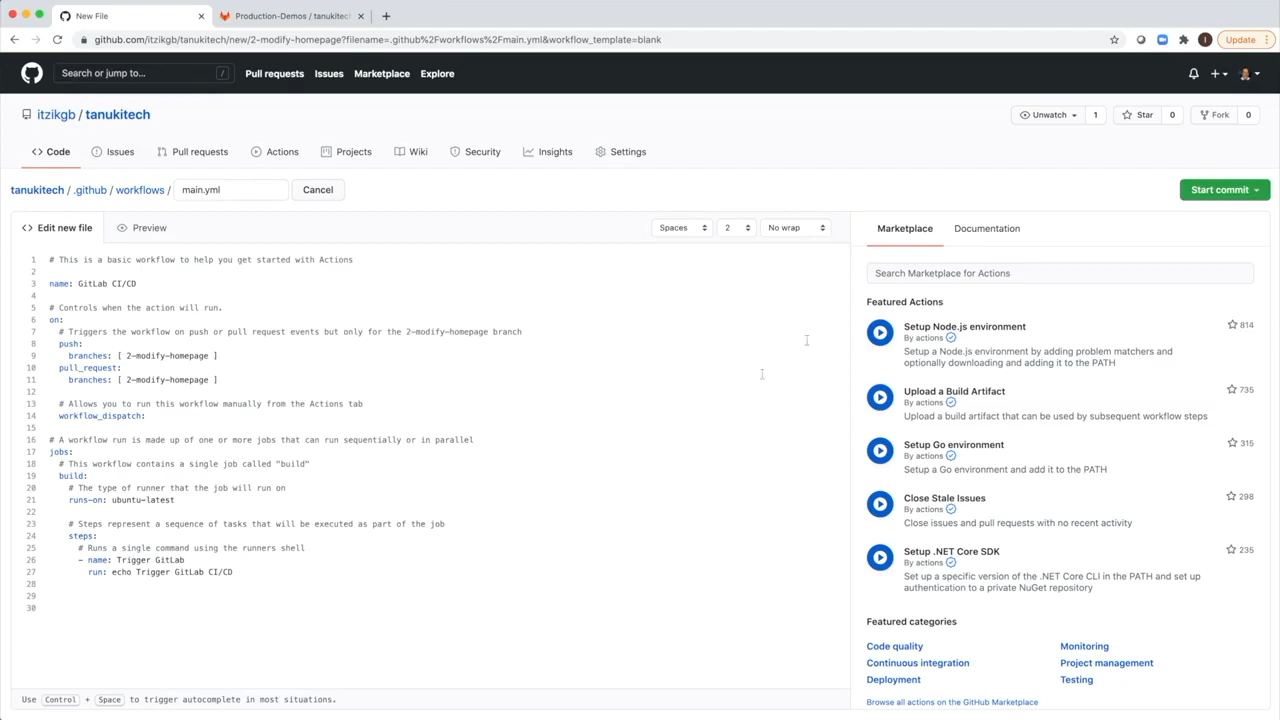 New File
Production-Demos / tanukitech
github.com/itzikgb/tanukitech/new/2-modify-homepage?filename=.github%2Fworkflows%2Fmain.yml&workflow_template=blank
I
Update
Search or jump to... /
Pull requests Issues Marketplace Explore
itzikgb / tanukitech
Unwatch 1 Star 0 Fork 0
Code Issues Pull requests Actions Projects Wiki Security Insights Settings
tanukitech / .github / workflows / main.yml Cancel
Start commit
Edit new file Preview
Spaces 2 No wrap
1 # This is a basic workflow to help you get started with Actions
2
3 name: GitLab CI/CD
4
5 # Controls when the action will run.
6 on:
7 # Triggers the workflow on push or pull request events but only for the 2-modify-homepage branch
8 push:
9 branches: [ 2-modify-homepage ]
10 pull_request:
11 branches: [ 2-modify-homepage ]
12
13 # Allows you to run this workflow manually from the Actions tab
14 workflow_dispatch:
15
16 # A workflow run is made up of one or more jobs that can run sequentially or in parallel
17 jobs:
18 # This workflow contains a single job called "build"
19 build:
20 # The type of runner that the job will run on
21 runs-on: ubuntu-latest
22
23 # Steps represent a sequence of tasks that will be executed as part of the job
24 steps:
25 # Runs a single command using the runners shell
26 - name: Trigger GitLab
27 run: echo Trigger GitLab CI/CD
28
29
30
Use Control + Space to trigger autocomplete in most situations.
Marketplace Documentation
Search Marketplace for Actions
Featured Actions
Setup Node.js environment 814
By actions
Setup a Node.js environment by adding problem matchers and
optionally downloading and adding it to the PATH
Upload a Build Artifact 735
By actions
Upload a build artifact that can be used by subsequent workflow steps
Setup Go environment 315
By actions
Setup a Go environment and add it to the PATH
Close Stale Issues 298
By actions
Close issues and pull requests with no recent activity
Setup .NET Core SDK 235
By actions
Set up a specific version of the .NET Core CLI in the PATH and set up
authentication to a private NuGet repository
Featured categories
Code quality Monitoring
Continuous integration Project management
Deployment Testing
Browse all actions on the GitHub Marketplace